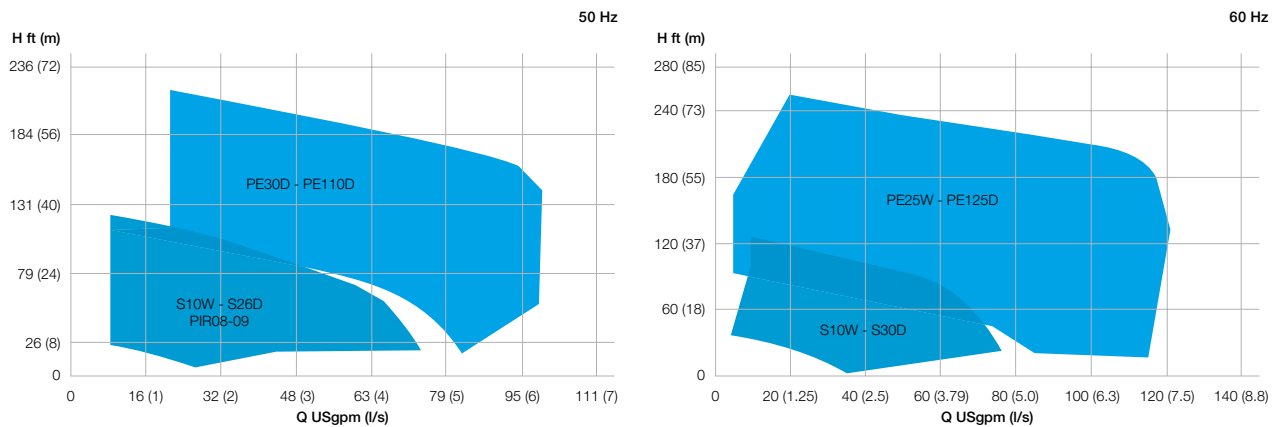 50 Hz
H ft (m)
236 (72)
184 (56)
131 (40)
79 (24)
26 (8)
0
PE30D - PE110D
S10W - S26D
PIR08-09
0 16 (1) 32 (2) 48 (3) 63 (4) 79 (5) 95 (6) 111 (7)
Q USgpm (l/s)
60 Hz
H ft (m)
280 (85)
240 (73)
180 (55)
120 (37)
60 (18)
0
PE25W - PE125D
S10W - S30D
0 20 (1.25) 40 (2.5) 60 (3.79) 80 (5.0) 100 (6.3) 120 (7.5) 140 (8.8)
Q USgpm (l/s)